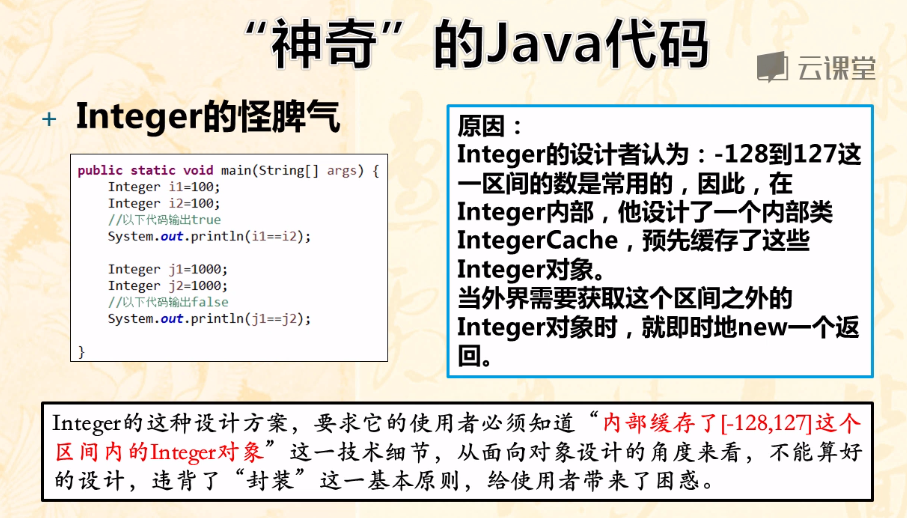 “神奇”的Java代码
云课堂
+ Integer的怪脾气
public static void main(String[] args) {
Integer i1=100;
Integer i2=100;
//以下代码输出true
System.out.println(i1==i2);
Integer j1=1000;
Integer j2=1000;
//以下代码输出false
System.out.println(j1==j2);
}
原因：
Integer的设计者认为：-128到127这
一区间的数是常用的，因此，在
Integer内部，他设计了一个内部类
IntegerCache，预先缓存了这些
Integer对象。
当外界需要获取这个区间之外的
Integer对象时，就即时地new一个返
回。
Integer的这种设计方案，要求它的使用者必须知道“内部缓存了[-128,127]这个
区间内的Integer对象”这一技术细节，从面向对象设计的角度来看，不能算好
的设计，违背了“封装”这一基本原则，给使用者带来了困惑。